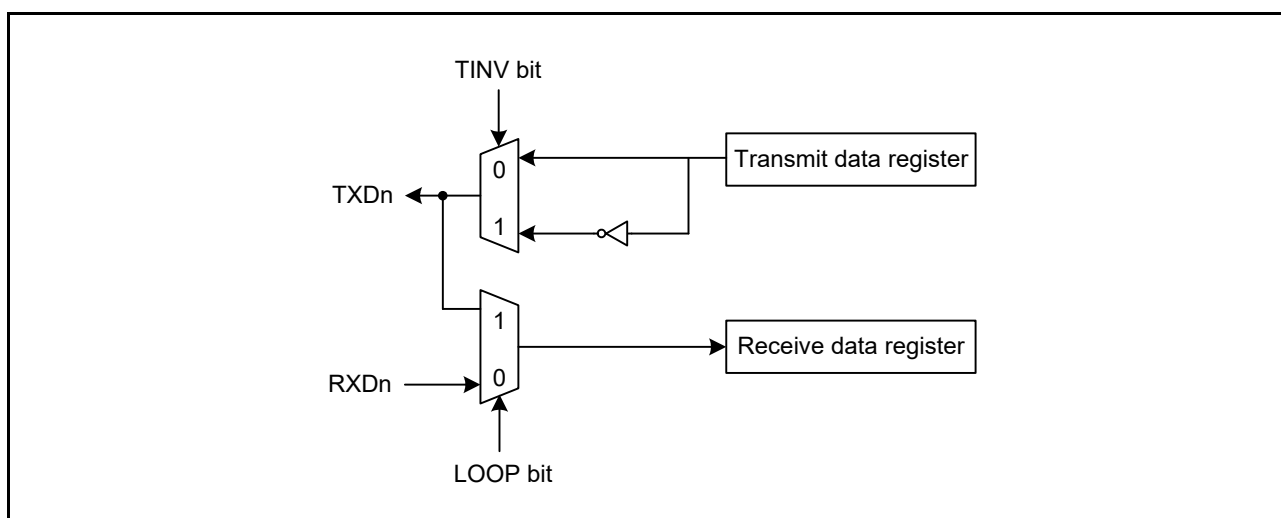 TINV bit
0
Transmit data register
TXDn
1
1
Receive data register
RXDn
0
LOOP bit